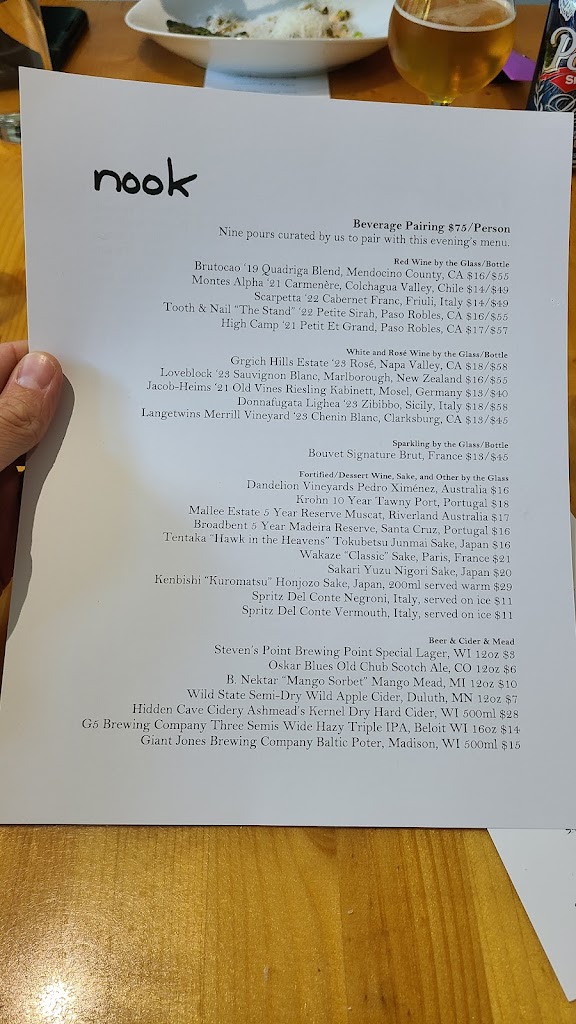 nook
Beverage Pairing $75/Person
Nine pours curated by us to pair with this evening's menu.
Red Wine by the Glass/Bottle
Brutocao '19 Quadriga Blend, Mendocino County, CA $16/$55
Montes Alpha '21 Carmenère, Colchagua Valley, Chile $14/$49
Scarpetta '22 Cabernet Franc, Friuli, Italy $14/$49
Tooth & Nail "The Stand" '22 Petite Sirah, Paso Robles, CA $16/$55
High Camp '21 Petit Et Grand, Paso Robles, CA $17/$57
White and Rosé Wine by the Glass/Bottle
Grgich Hills Estate '23 Rosé, Napa Valley, CA $18/$58
Loveblock '23 Sauvignon Blanc, Marlborough, New Zealand $16/$55
Jacob-Heims '21 Old Vines Riesling Kabinett, Mosel, Germany $13/$40
Donnafugata Lighea '23 Zibibbo, Sicily, Italy $18/$58
Langetwins Merrill Vineyard '23 Chenin Blanc, Clarksburg, CA $13/$45
Sparkling by the Glass/Bottle
Bouvet Signature Brut, France $13/$45
Fortified/Dessert Wine, Sake, and Other by the Glass
Dandelion Vineyards Pedro Ximénez, Australia $16
Krohn 10 Year Tawny Port, Portugal $18
Mallee Estate 5 Year Reserve Muscat, Riverland Australia $17
Broadbent 5 Year Madeira Reserve, Santa Cruz, Portugal $16
Tentaka "Hawk in the Heavens" Tokubetsu Junmai Sake, Japan $16
Wakaze "Classic" Sake, Paris, France $21
Sakari Yuzu Nigori Sake, Japan $20
Kenbishi "Kuromatsu" Honjozo Sake, Japan, 200ml served warm $29
Spritz Del Conte Negroni, Italy, served on ice $11
Spritz Del Conte Vermouth, Italy, served on ice $11
Beer & Cider & Mead
Steven's Point Brewing Point Special Lager, WI 12oz $3
Oskar Blues Old Chub Scotch Ale, CO 12oz $6
B. Nektar "Mango Sorbet" Mango Mead, MI 12oz $10
Wild State Semi-Dry Wild Apple Cider, Duluth, MN 12oz $7
Hidden Cave Cidery Ashmead's Kernel Dry Hard Cider, WI 500ml $28
G5 Brewing Company Three Semis Wide Hazy Triple IPA, Beloit WI 16oz $14
Giant Jones Brewing Company Baltic Poter, Madison, WI 500ml $15